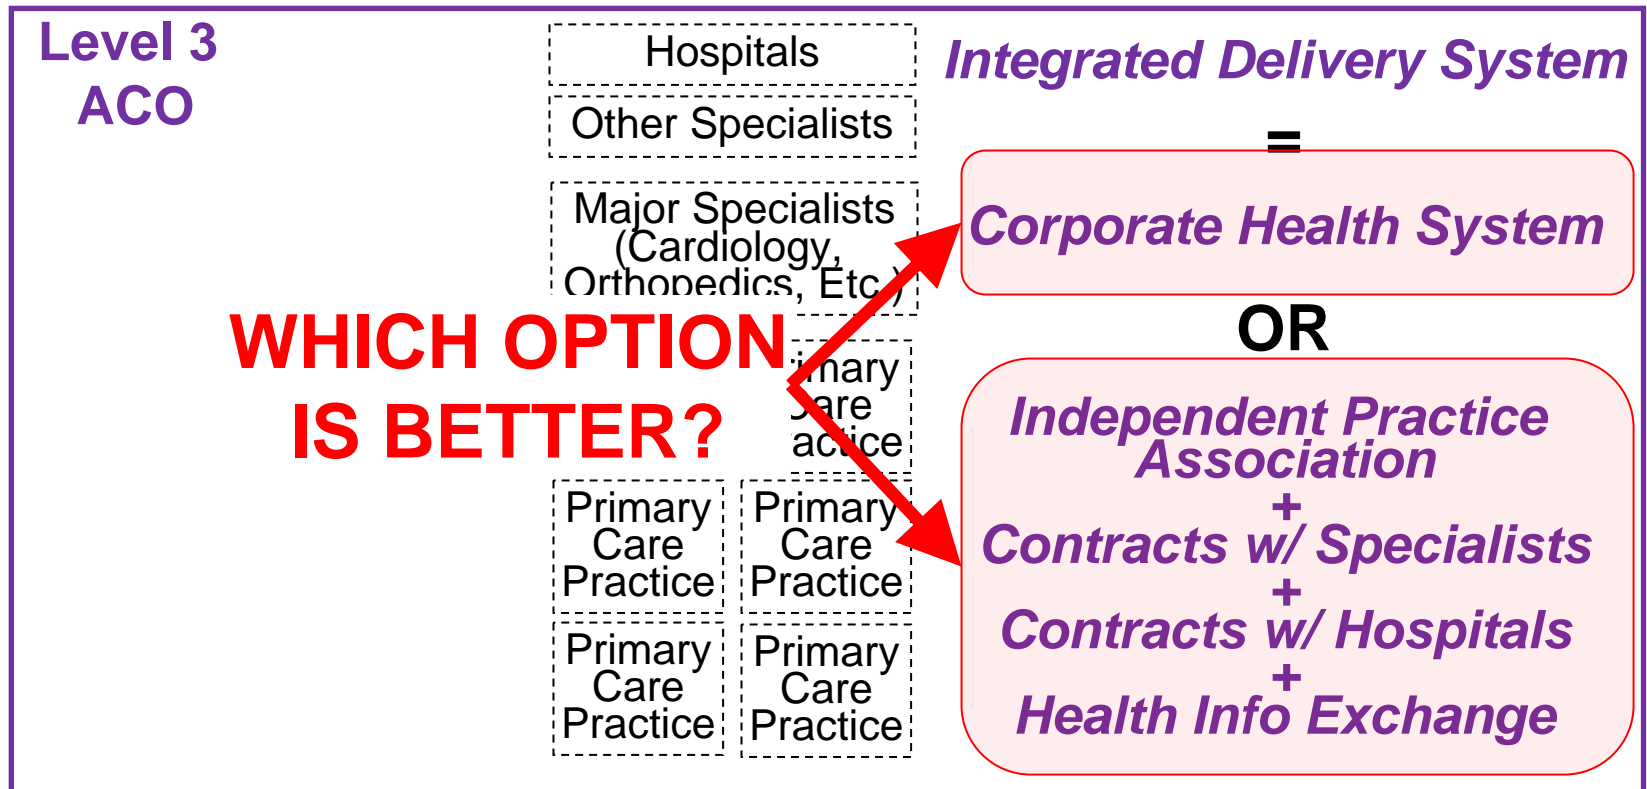 Level 3
ACO
Hospitals
Other Specialists
Major Specialists
(Cardiology,
Orthopedics, Etc.)
Integrated Delivery System
=
Corporate Health System
OR
WHICH OPTION
IS BETTER?
Independent Practice
Association
+
Contracts w/ Specialists
+
Contracts w/ Hospitals
+
Health Info Exchange
Primary
Care
Practice
Primary
Care
Practice
Primary
Care
Practice
Primary
Care
Practice